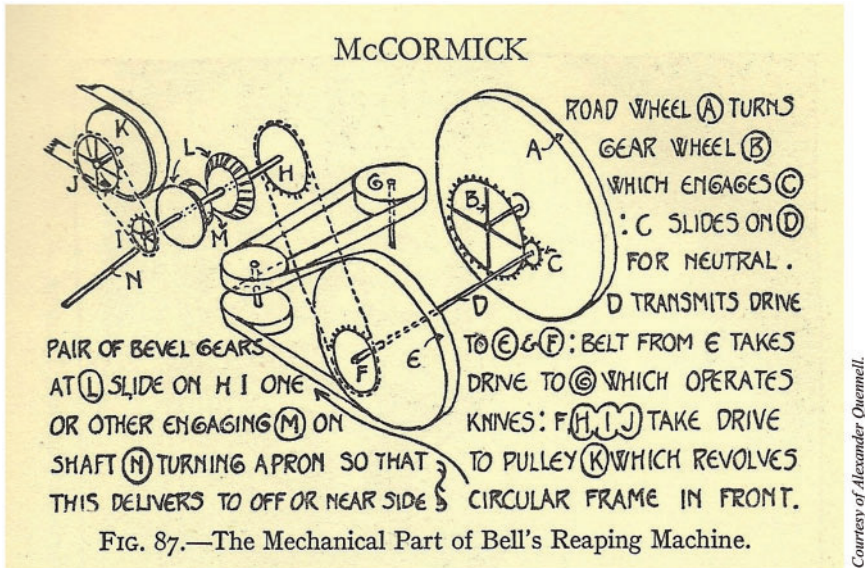 McCORMICK
ROAD WHEEL Ⓐ TURNS
GEAR WHEEL Ⓑ
WHICH ENGAGES Ⓒ
: C SLIDES ON Ⓓ
FOR NEUTRAL.
D TRANSMITS DRIVE
TO Ⓔ & Ⓕ : BELT FROM E TAKES
DRIVE TO Ⓖ WHICH OPERATES
KNIVES : F, Ⓗ, Ⓘ, Ⓙ TAKE DRIVE
TO PULLEY Ⓚ WHICH REVOLVES
CIRCULAR FRAME IN FRONT.
PAIR OF BEVEL GEARS
AT Ⓛ SLIDE ON H I ONE
OR OTHER ENGAGING Ⓜ ON
SHAFT Ⓝ TURNING APRON SO THAT
THIS DELIVERS TO OFF OR NEAR SIDE
K
L
J
H
I
M
N
G
A
B
C
D
E
F
FIG. 87.—The Mechanical Part of Bell's Reaping Machine.
Courtesy of Alexander Quennell.